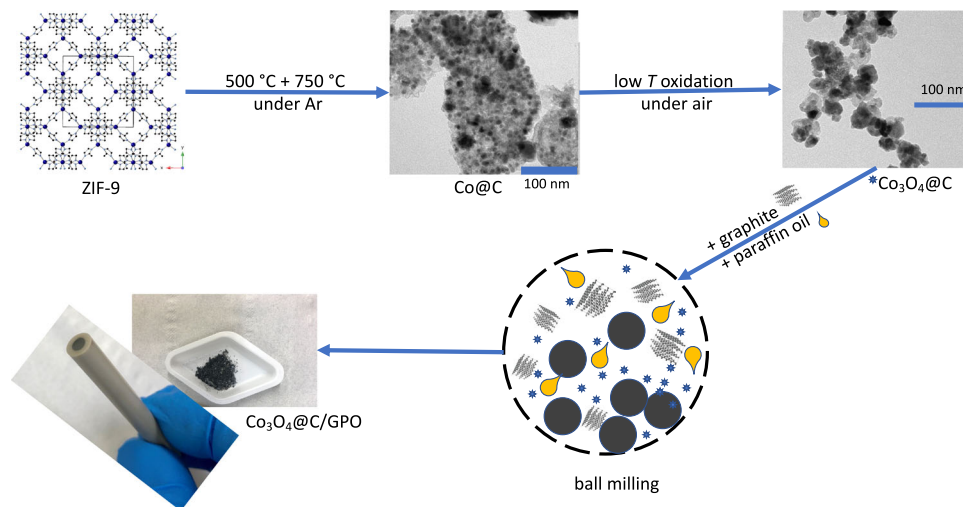 500 °C + 750 °C
under Ar
low T oxidation
under air
100 nm
100 nm
ZIF-9
Co@C
Co₃O₄@C
+ graphite
+ paraffin oil
Co₃O₄@C/GPO
ball milling